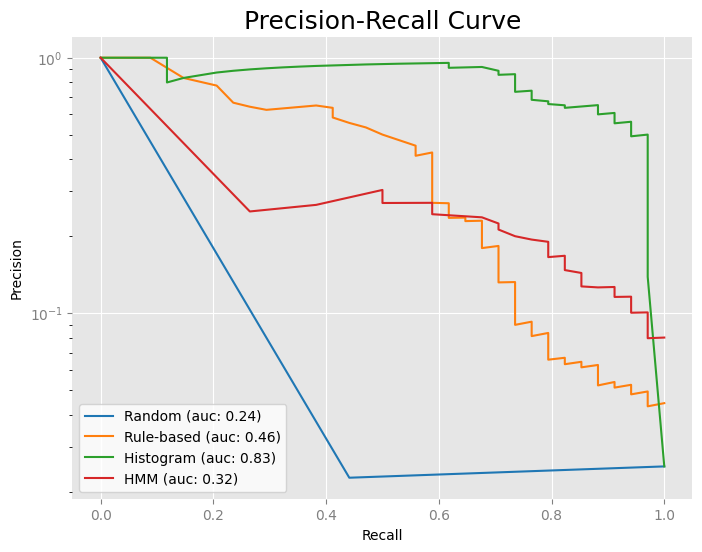 Precision-Recall Curve
Precision
10⁰
10⁻¹
Random (auc: 0.24)
Rule-based (auc: 0.46)
Histogram (auc: 0.83)
HMM (auc: 0.32)
0.0 0.2 0.4 0.6 0.8 1.0
Recall